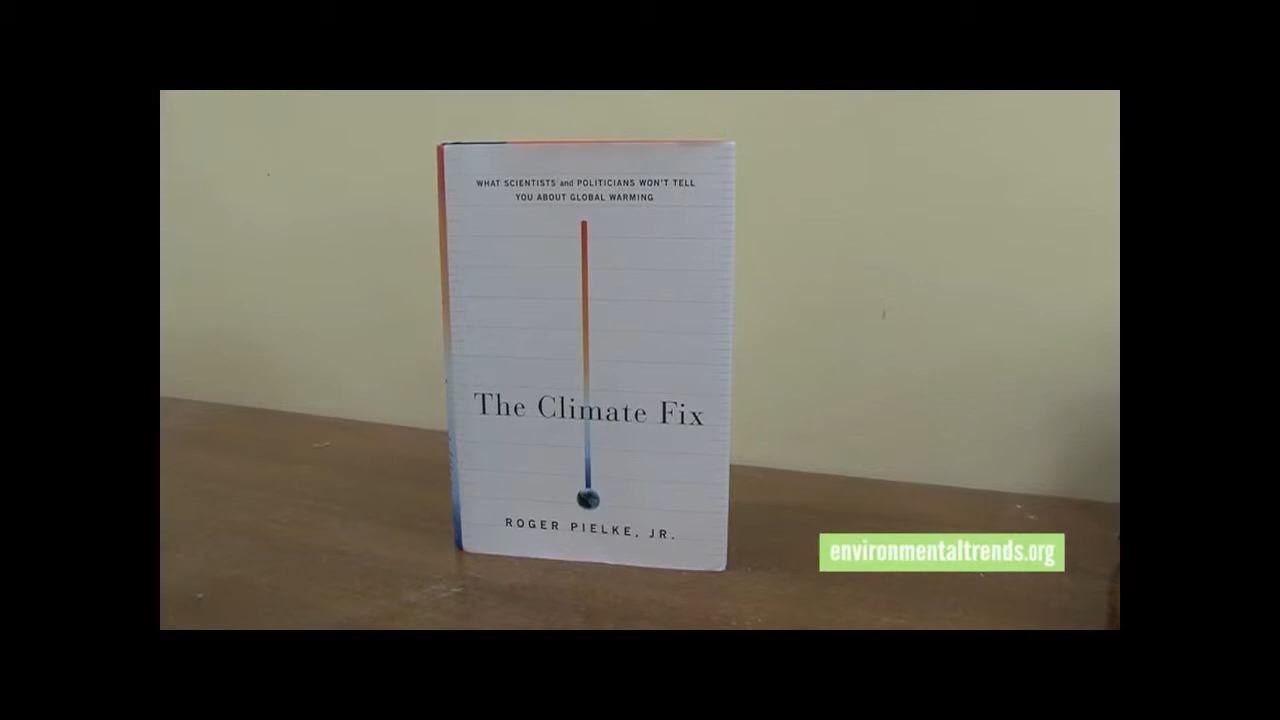 WHAT SCIENTISTS and POLITICIANS WON'T TELL
YOU ABOUT GLOBAL WARMING
The Climate Fix
ROGER PIELKE, JR.
environmentaltrends.org